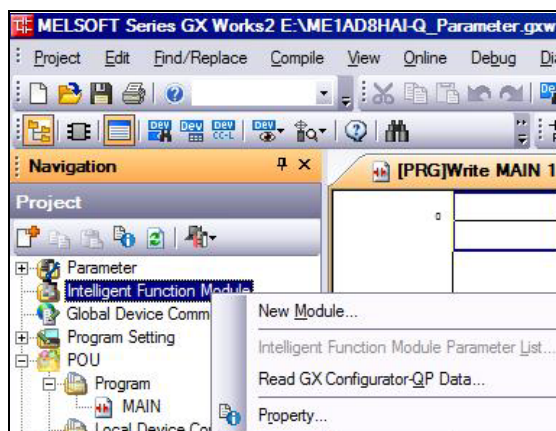 MELSOFT Series GX Works2 E:\ME1AD8HAI-Q_Parameter.gxw
Project Edit Find/Replace Compile View Online Debug
Navigation
[PRG]Write MAIN 1
Project
0
Parameter
Intelligent Function Module
Global Device Comm
New Module...
Program Setting
Intelligent Function Module Parameter List...
POU
Read GX Configurator-QP Data...
Program
MAIN
Property...
Local Device